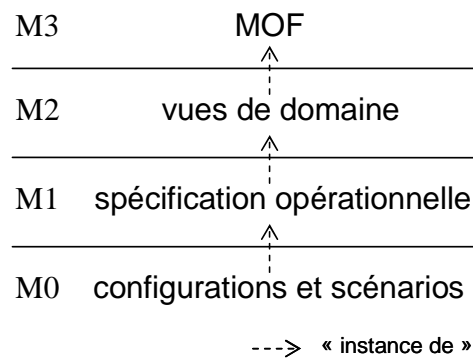 M3 MOF
M2 vues de domaine
M1 spécification opérationnelle
M0 configurations et scénarios
« instance de »